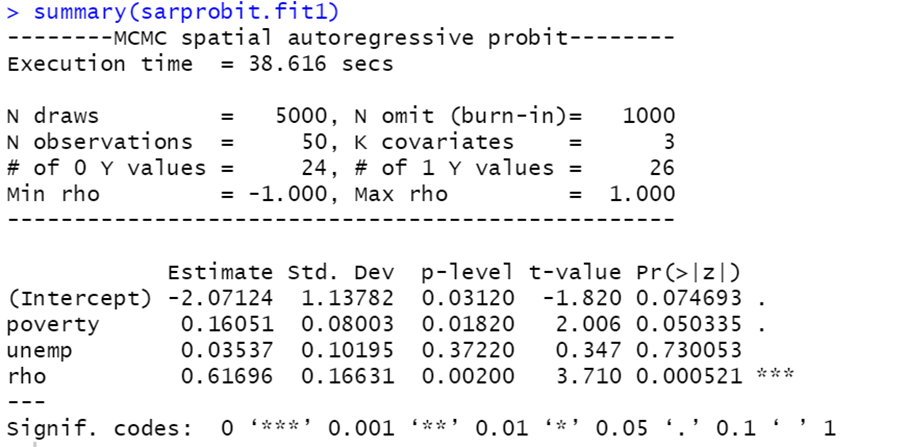 > summary(sarprobit.fit1)
--------MCMC spatial autoregressive probit--------
Execution time  = 38.616 secs

N draws         =   5000, N omit (burn-in)=   1000
N observations  =     50, K covariates    =      3
# of 0 Y values =     24, # of 1 Y values =     26
Min rho         = -1.000, Max rho         =  1.000
--------------------------------------------------

            Estimate Std. Dev  p-level t-value Pr(>|z|)
(Intercept) -2.07124  1.13782  0.03120  -1.820 0.074693 .
poverty      0.16051  0.08003  0.01820   2.006 0.050335 .
unemp        0.03537  0.10195  0.37220   0.347 0.730053
rho          0.61696  0.16631  0.00200   3.710 0.000521 ***
---
Signif. codes:  0 ‘***’ 0.001 ‘**’ 0.01 ‘*’ 0.05 ‘.’ 0.1 ‘ ’ 1